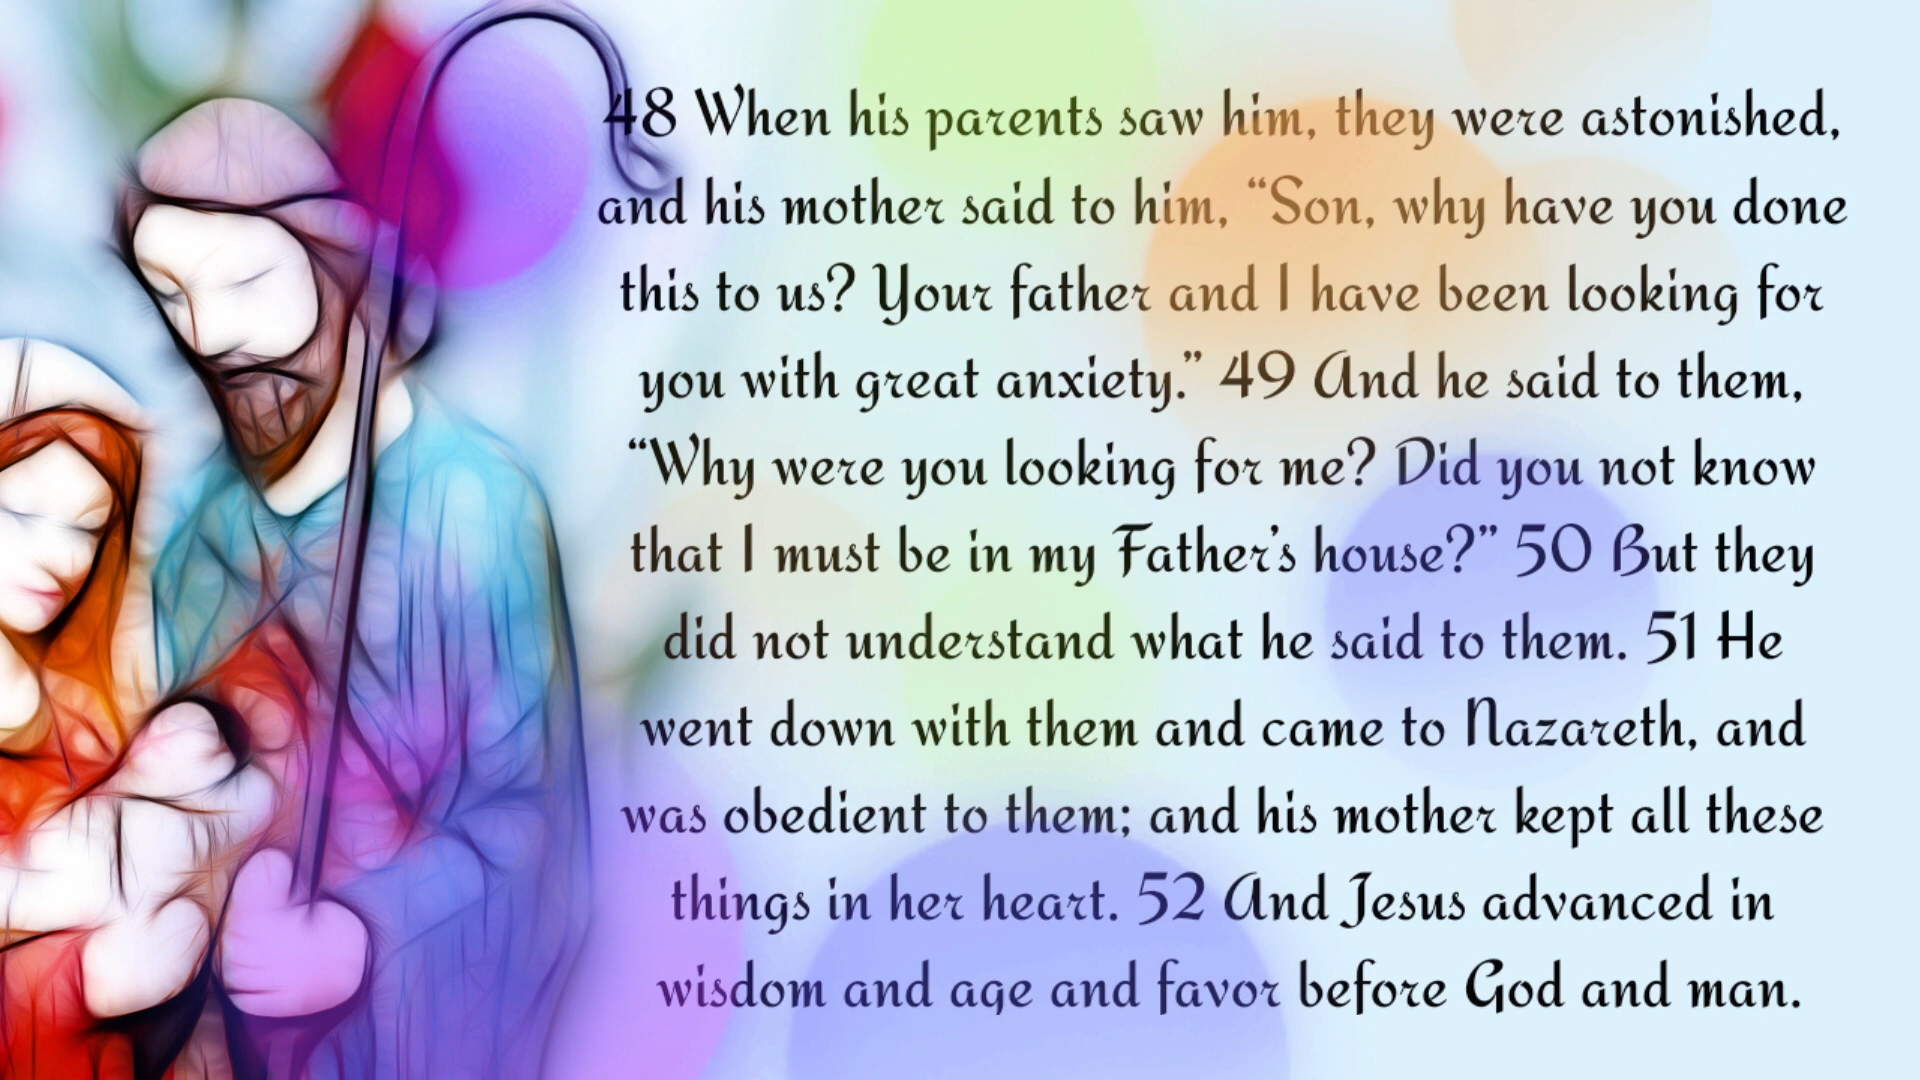 48 When his parents saw him, they were astonished,
and his mother said to him, “Son, why have you done
this to us? Your father and I have been looking for
you with great anxiety.” 49 And he said to them,
“Why were you looking for me? Did you not know
that I must be in my Father’s house?” 50 But they
did not understand what he said to them. 51 He
went down with them and came to Nazareth, and
was obedient to them; and his mother kept all these
things in her heart. 52 And Jesus advanced in
wisdom and age and favor before God and man.